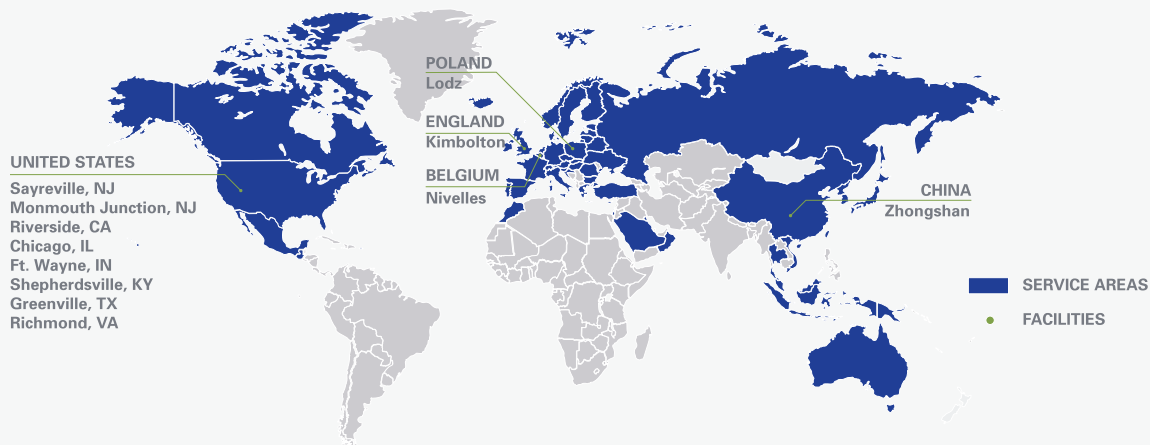 POLAND
Lodz
ENGLAND
Kimbolton
UNITED STATES
Sayreville, NJ
Monmouth Junction, NJ
Riverside, CA
Chicago, IL
Ft. Wayne, IN
Shepherdsville, KY
Greenville, TX
Richmond, VA
BELGIUM
Nivelles
CHINA
Zhongshan
SERVICE AREAS
FACILITIES